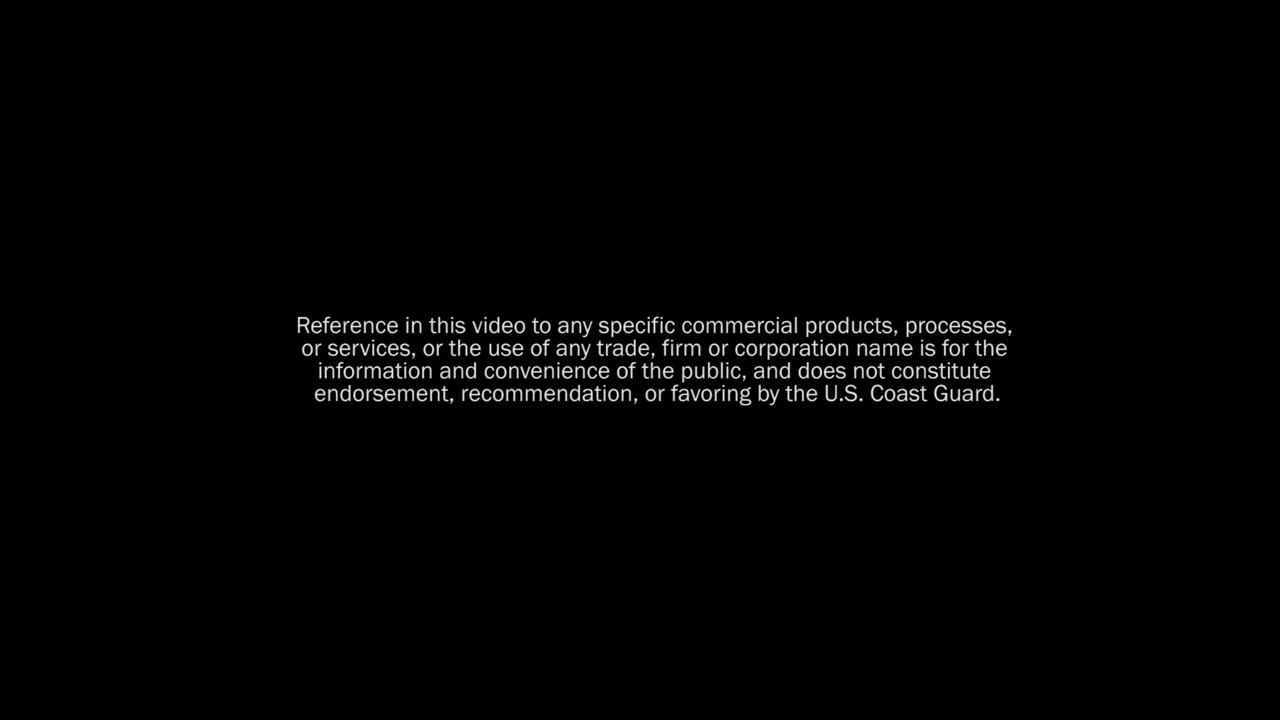 Reference in this video to any specific commercial products, processes,
or services, or the use of any trade, firm or corporation name is for the
information and convenience of the public, and does not constitute
endorsement, recommendation, or favoring by the U.S. Coast Guard.